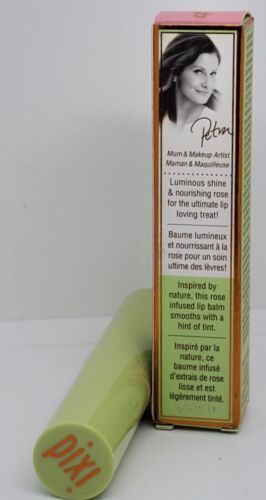 Petra
Mum & Makeup Artist
Maman & Maquilleuse
Luminous shine
& nourishing rose
for the ultimate lip
loving treat!
Baume lumineux
et nourrissant à la
rose pour un soin
ultime des lèvres!
Inspired by
nature, this rose
infused lip balm
smooths with a
hint of tint.
Inspiré par la
nature, ce
baume infusé
d'extraits de rose
lisse et est
légèrement tinté.
pixi